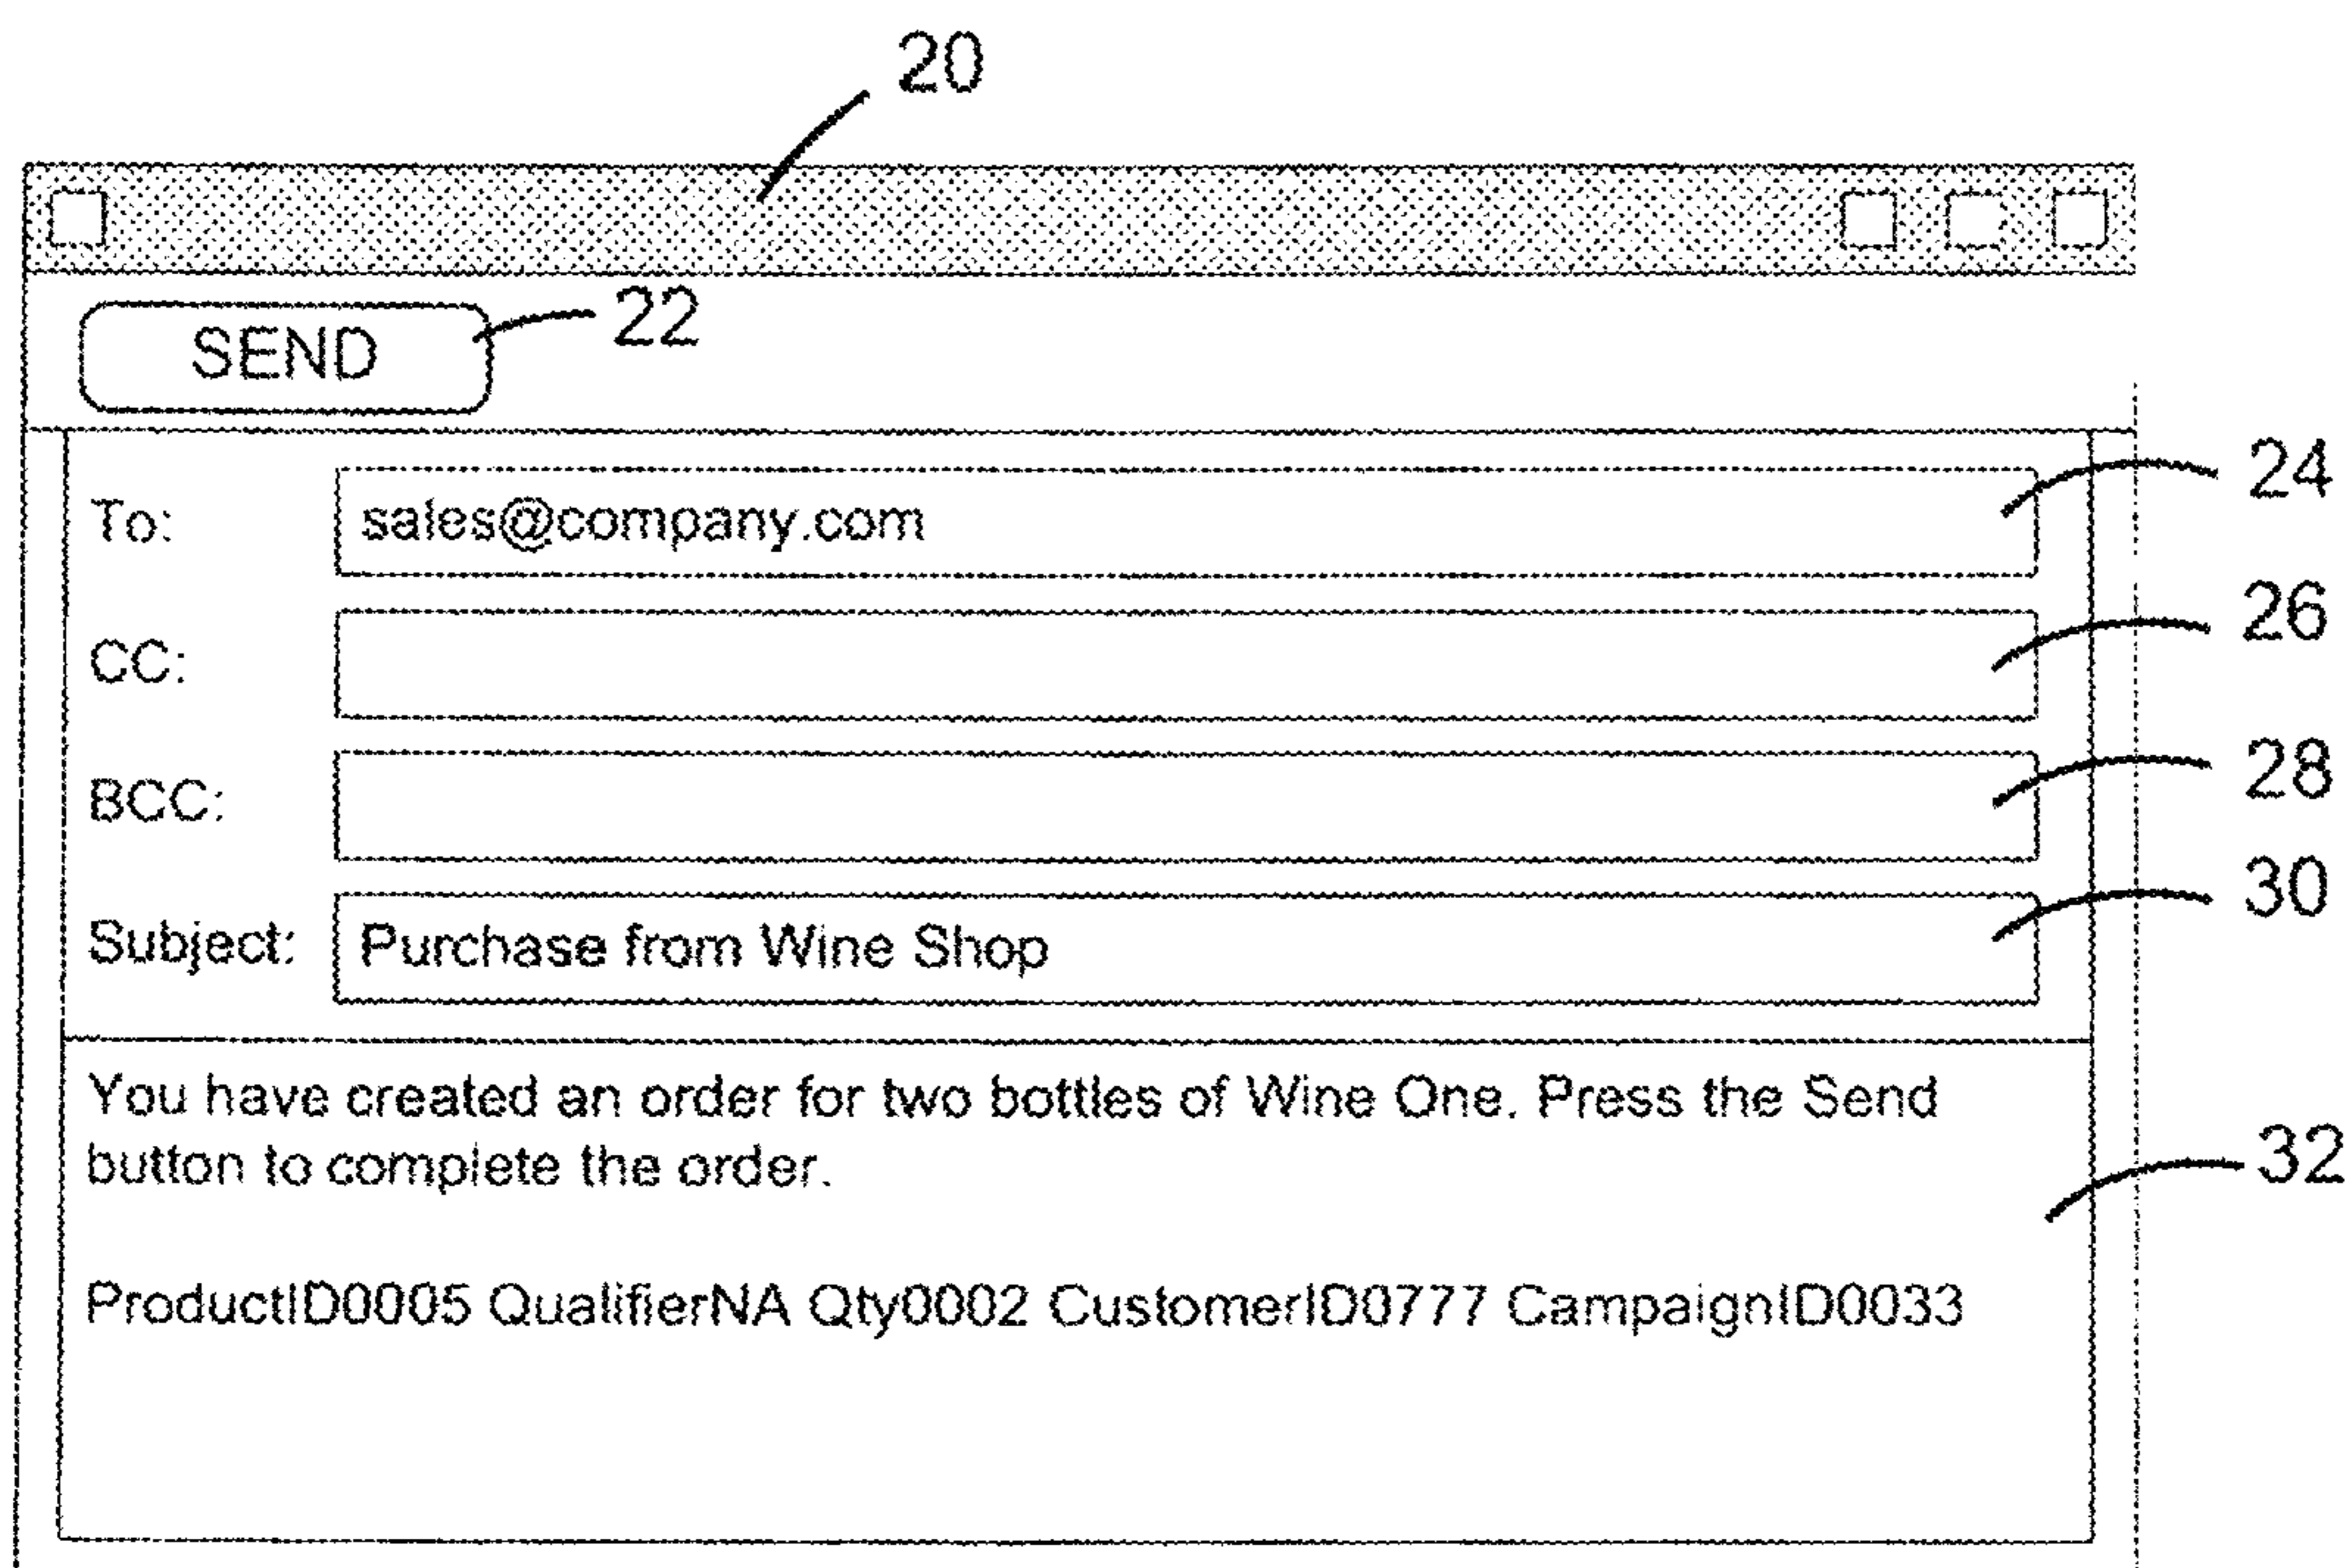 20
SEND 22
To: sales@company.com 24
CC: 26
BCC: 28
Subject: Purchase from Wine Shop 30
You have created an order for two bottles of Wine One. Press the Send
button to complete the order.
32
ProductID0005 QualifierNA Qty0002 CustomerID0777 CampaignID0033